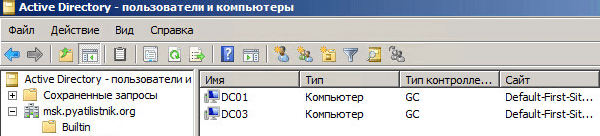 Active Directory - пользователи и компьютеры
Файл Действие Вид Справка
Active Directory - пользователи и
Сохраненные запросы
msk.pyatilistnik.org
Builtin
Имя Тип Тип контролле... Сайт
DC01 Компьютер GC Default-First-Sit...
DC03 Компьютер GC Default-First-Sit...